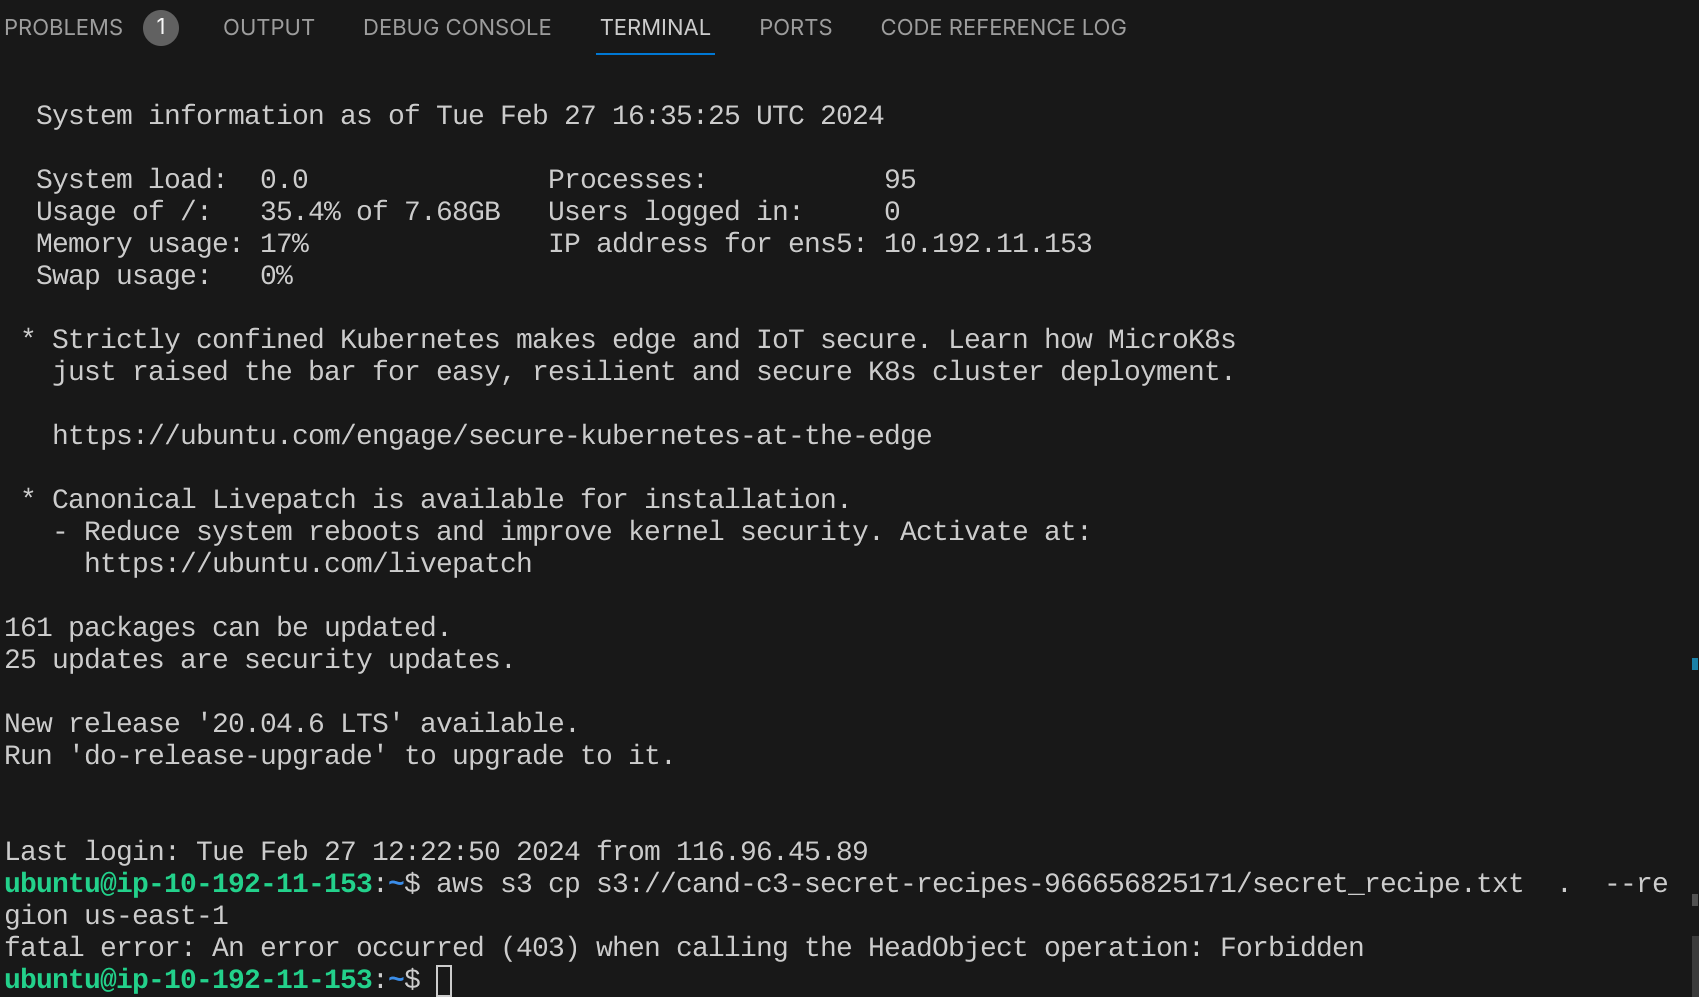 PROBLEMS 1 OUTPUT DEBUG CONSOLE TERMINAL PORTS CODE REFERENCE LOG
System information as of Tue Feb 27 16:35:25 UTC 2024
System load:  0.0               Processes:           95
Usage of /:   35.4% of 7.68GB   Users logged in:     0
Memory usage: 17%               IP address for ens5: 10.192.11.153
Swap usage:   0%
* Strictly confined Kubernetes makes edge and IoT secure. Learn how MicroK8s
just raised the bar for easy, resilient and secure K8s cluster deployment.
https://ubuntu.com/engage/secure-kubernetes-at-the-edge
* Canonical Livepatch is available for installation.
- Reduce system reboots and improve kernel security. Activate at:
https://ubuntu.com/livepatch
161 packages can be updated.
25 updates are security updates.
New release '20.04.6 LTS' available.
Run 'do-release-upgrade' to upgrade to it.
Last login: Tue Feb 27 12:22:50 2024 from 116.96.45.89
ubuntu@ip-10-192-11-153:~$ aws s3 cp s3://cand-c3-secret-recipes-966656825171/secret_recipe.txt  .  --re
gion us-east-1
fatal error: An error occurred (403) when calling the HeadObject operation: Forbidden
ubuntu@ip-10-192-11-153:~$